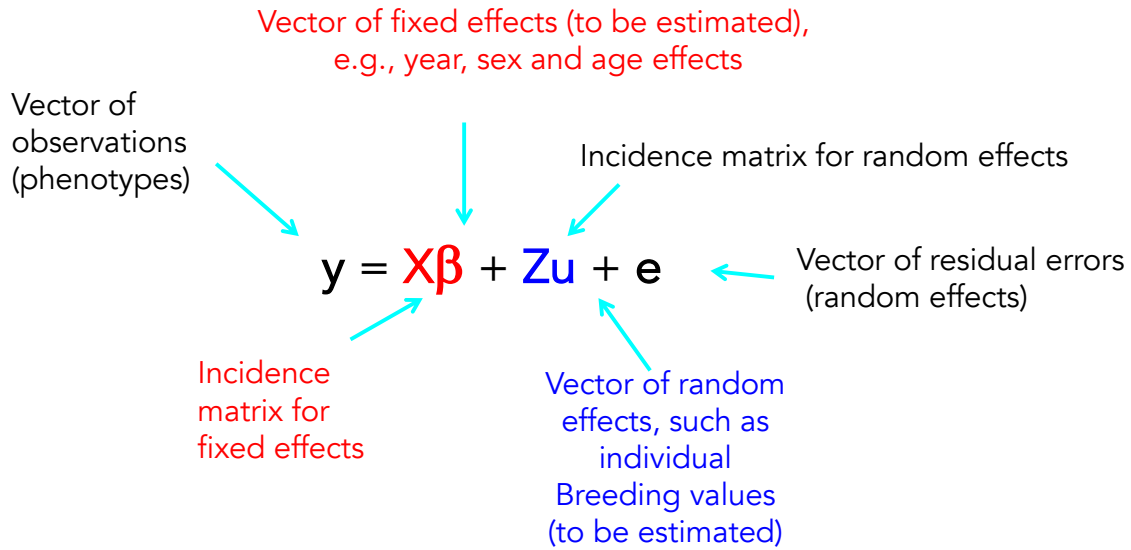 Vector of fixed effects (to be estimated),
e.g., year, sex and age effects
Vector of
observations
(phenotypes)
Incidence matrix for random effects
y = Xβ + Zu + e
Vector of residual errors
(random effects)
Incidence
matrix for
fixed effects
Vector of random
effects, such as
individual
Breeding values
(to be estimated)